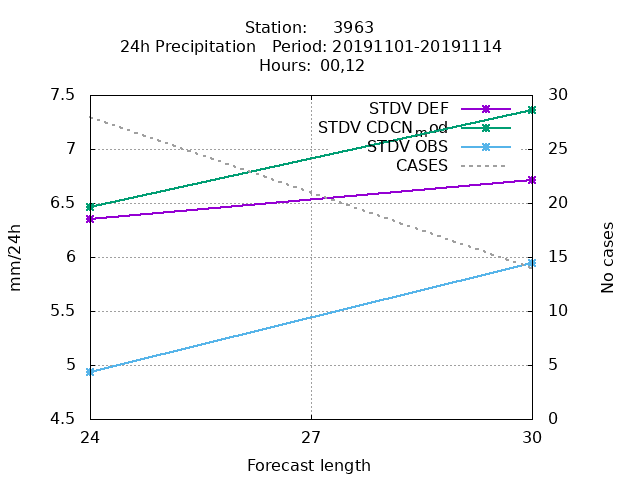 Station: 3963
24h Precipitation Period: 20191101-20191114
Hours: 00,12
7.5
7
6.5
6
5.5
5
4.5
30
25
20
15
10
5
0
24
27
30
mm/24h
No cases
Forecast length
STDV DEF
STDV CDCNmod
STDV OBS
CASES